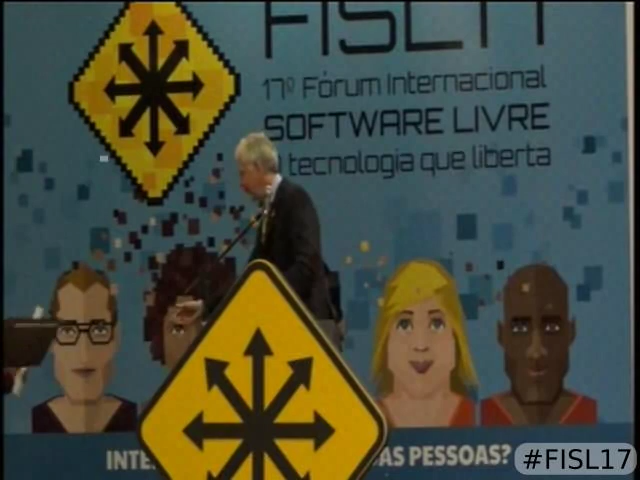 FISL17
17º Fórum Internacional
SOFTWARE LIVRE
tecnologia que liberta
AS PESSOAS?
#FISL17